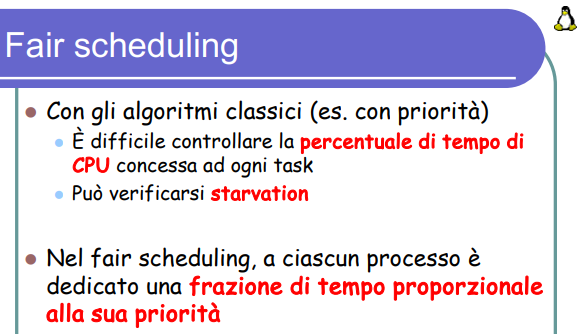 Fair scheduling
Con gli algoritmi classici (es. con priorità)
È difficile controllare la percentuale di tempo di
CPU concessa ad ogni task
Può verificarsi starvation
Nel fair scheduling, a ciascun processo è
dedicato una frazione di tempo proporzionale
alla sua priorità